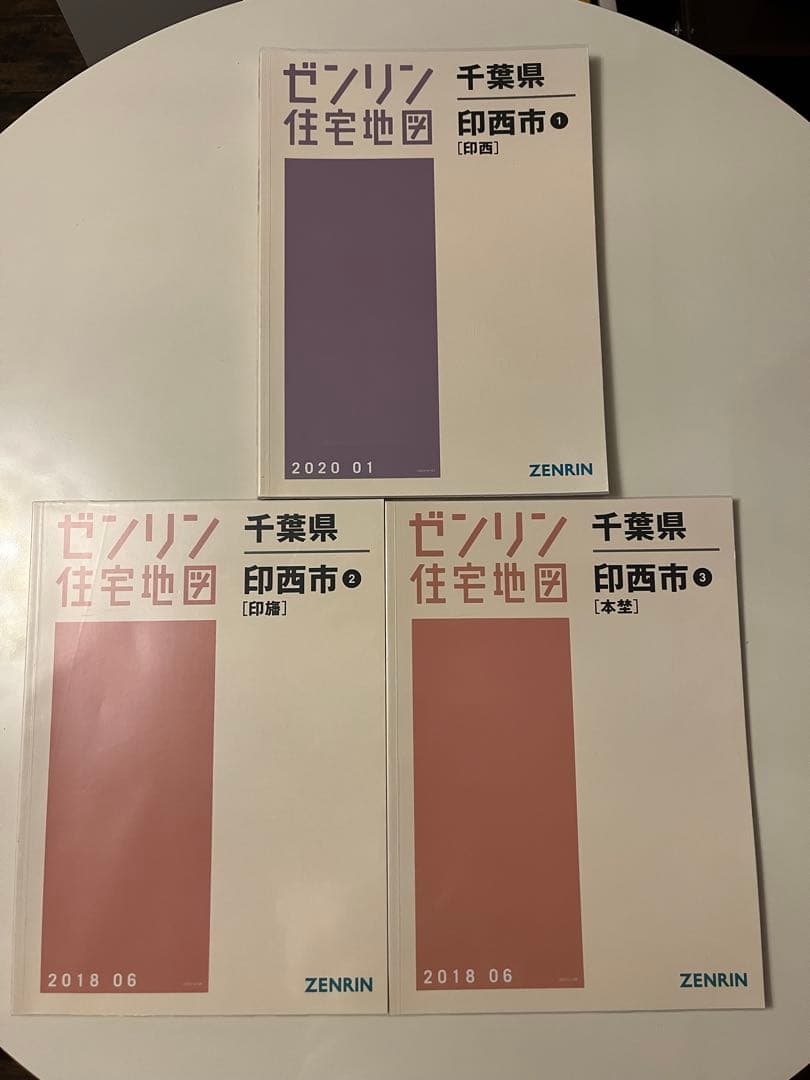 ゼンリン
住宅地図
千葉県
印西市❶
[印西]
2020 01
ZENRIN
ゼンリン
住宅地図
千葉県
印西市❷
[印旛]
2018 06
ZENRIN
ゼンリン
住宅地図
千葉県
印西市❸
[本埜]
2018 06
ZENRIN